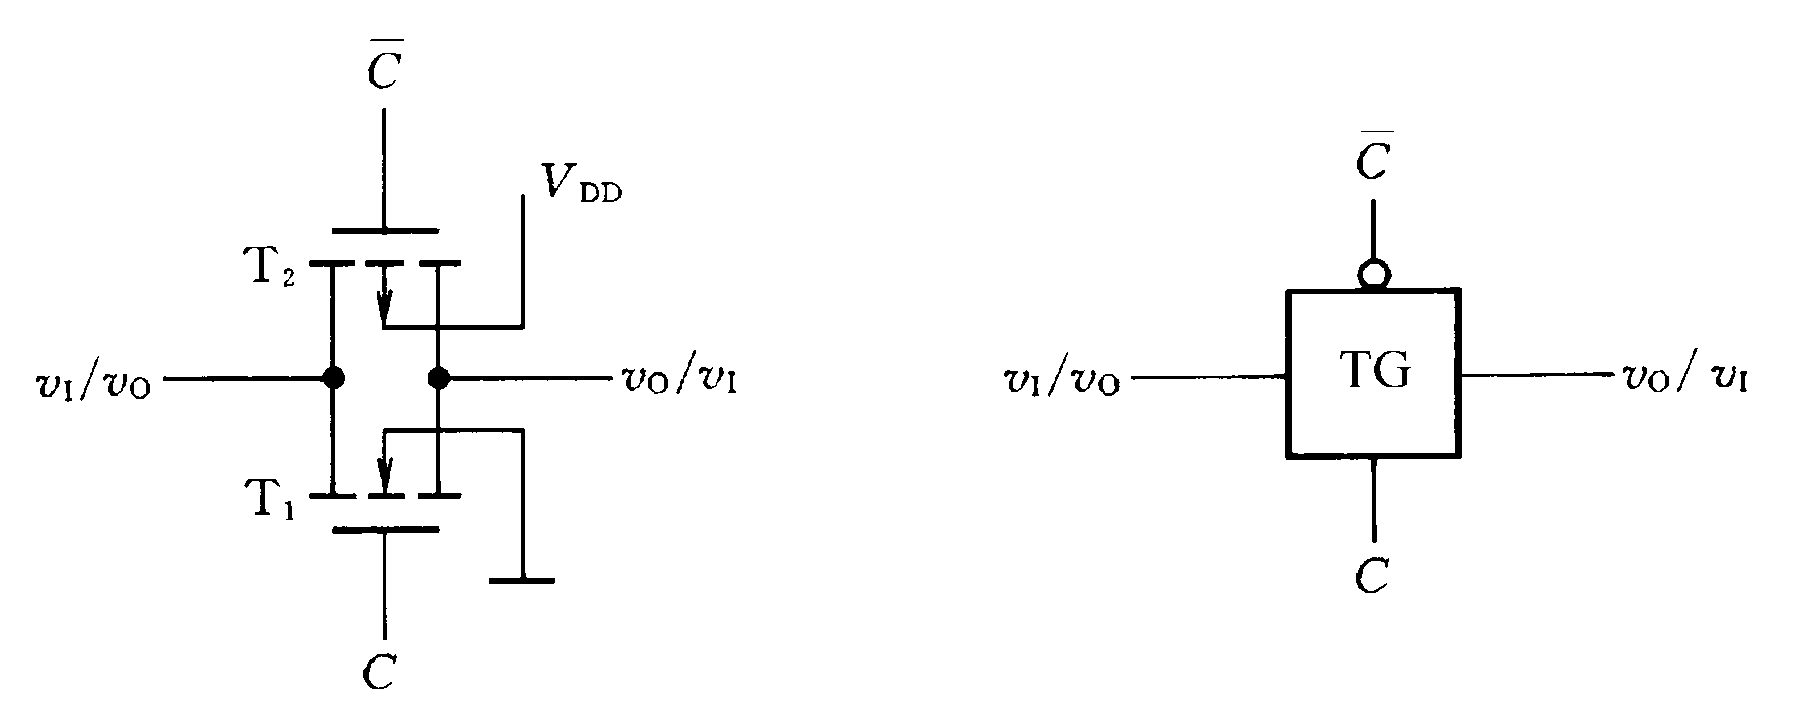 C̅
V_DD
T₂
v_I/v_O
v_O/v_I
T₁
C
C̅
v_I/v_O
TG
v_O/v_I
C